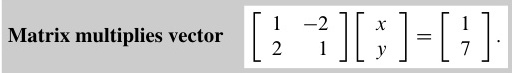 Matrix multiplies vector [ 1 −2 ] [ x ] = [ 1 ] .
[ 2 1 ] [ y ] [ 7 ]